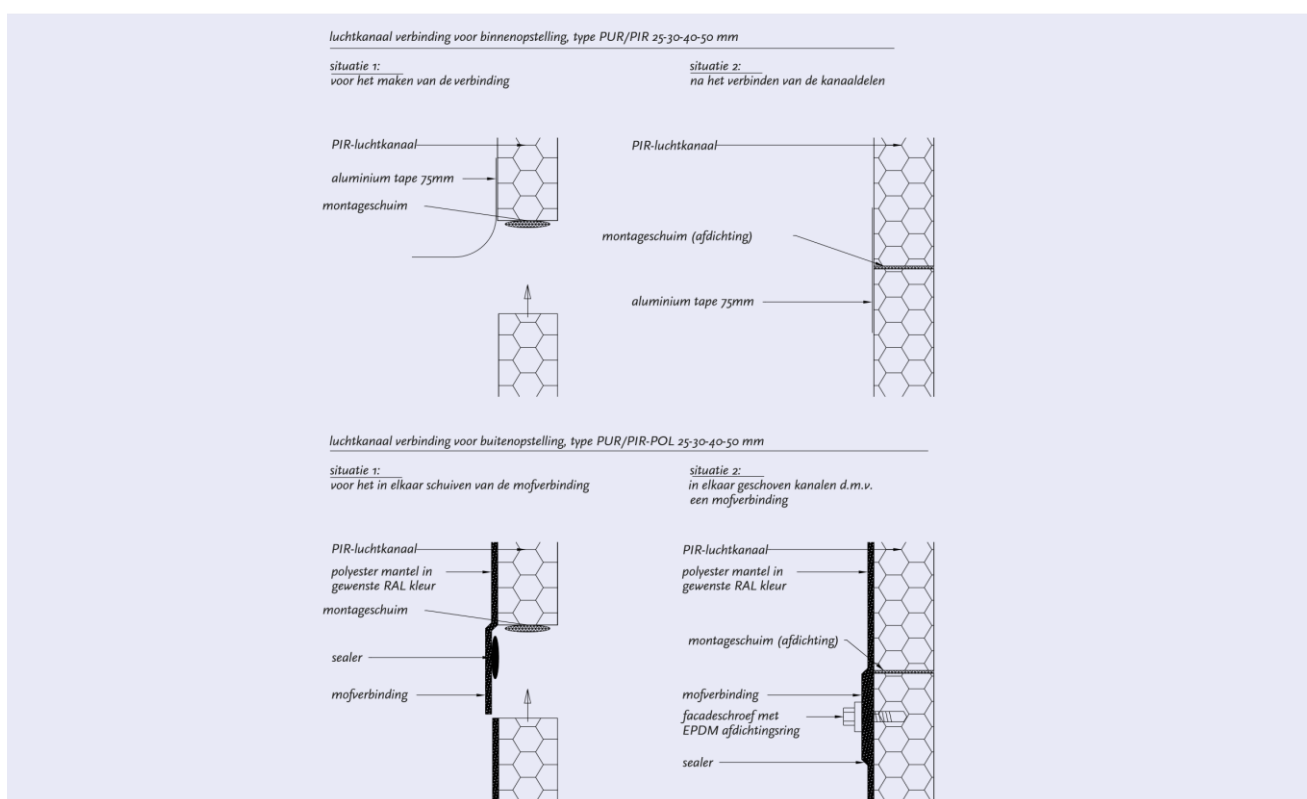 luchtkanaal verbinding voor binnenopstelling, type PUR/PIR 25-30-40-50 mm
situatie 1:
voor het maken van de verbinding
situatie 2:
na het verbinden van de kanaaldelen
PIR-luchtkanaal
aluminium tape 75mm
montageschuim
PIR-luchtkanaal
montageschuim (afdichting)
aluminium tape 75mm
luchtkanaal verbinding voor buitenopstelling, type PUR/PIR-POL 25-30-40-50 mm
situatie 1:
voor het in elkaar schuiven van de mofverbinding
situatie 2:
in elkaar geschoven kanalen d.m.v.
een mofverbinding
PIR-luchtkanaal
polyester mantel in
gewenste RAL kleur
montageschuim
sealer
mofverbinding
PIR-luchtkanaal
polyester mantel in
gewenste RAL kleur
montageschuim (afdichting)
mofverbinding
facadeschroef met
EPDM afdichtingsring
sealer